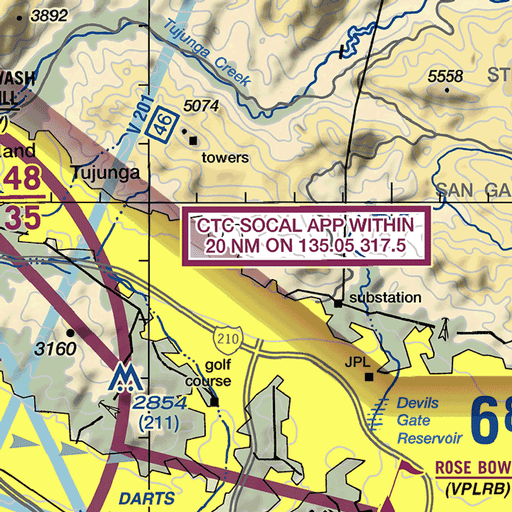 3892
Tujunga Creek
WASH
5558
ST
V 201
46
5074
towers
Tujunga
48
35
SAN GA
CTC SOCAL APP WITHIN
20 NM ON 135.05 317.5
substation
210
3160
JPL
golf
course
2854
(211)
Devils
Gate
Reservoir
68
ROSE BOW
(VPLRB)
DARTS